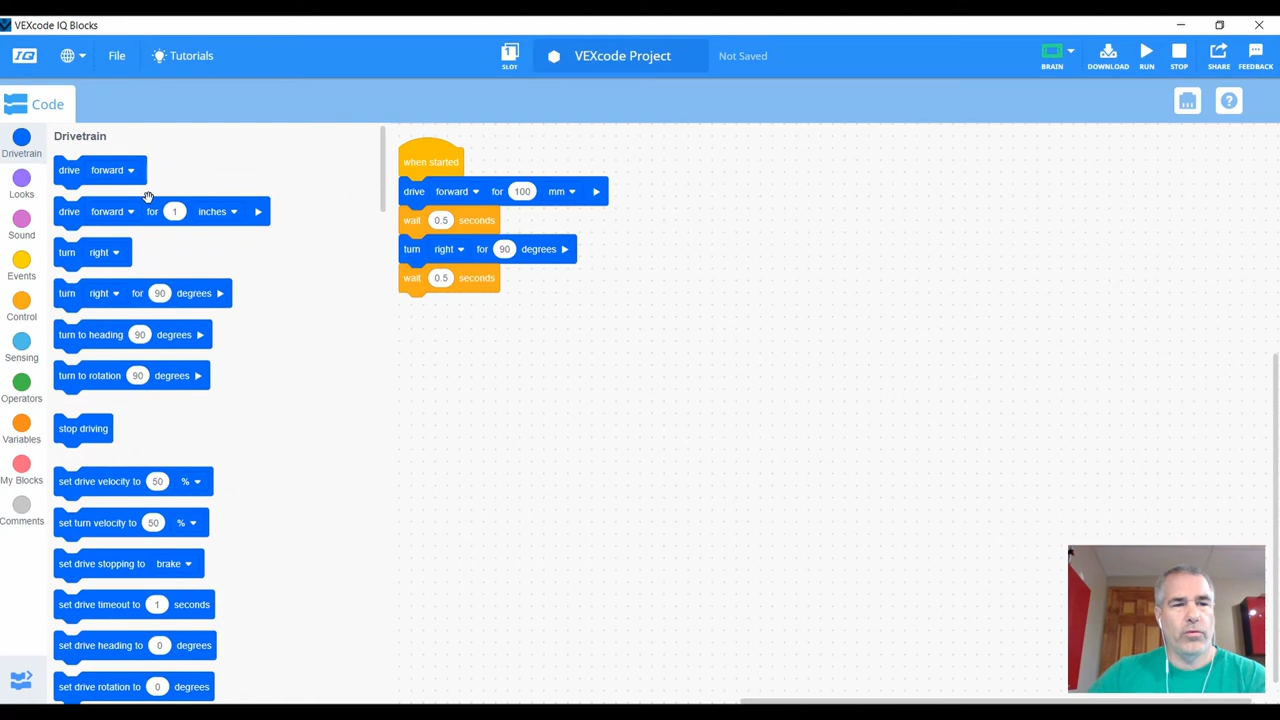 VEXcode IQ Blocks
IQ File Tutorials 1 SLOT VEXcode Project Not Saved BRAIN DOWNLOAD RUN STOP SHARE FEEDBACK
Code
Drivetrain
Looks
Sound
Events
Control
Sensing
Operators
Variables
My Blocks
Comments
Drivetrain
drive forward
drive forward for 1 inches
turn right
turn right for 90 degrees
turn to heading 90 degrees
turn to rotation 90 degrees
stop driving
set drive velocity to 50 %
set turn velocity to 50 %
set drive stopping to brake
set drive timeout to 1 seconds
set drive heading to 0 degrees
set drive rotation to 0 degrees
when started
drive forward for 100 mm
wait 0.5 seconds
turn right for 90 degrees
wait 0.5 seconds